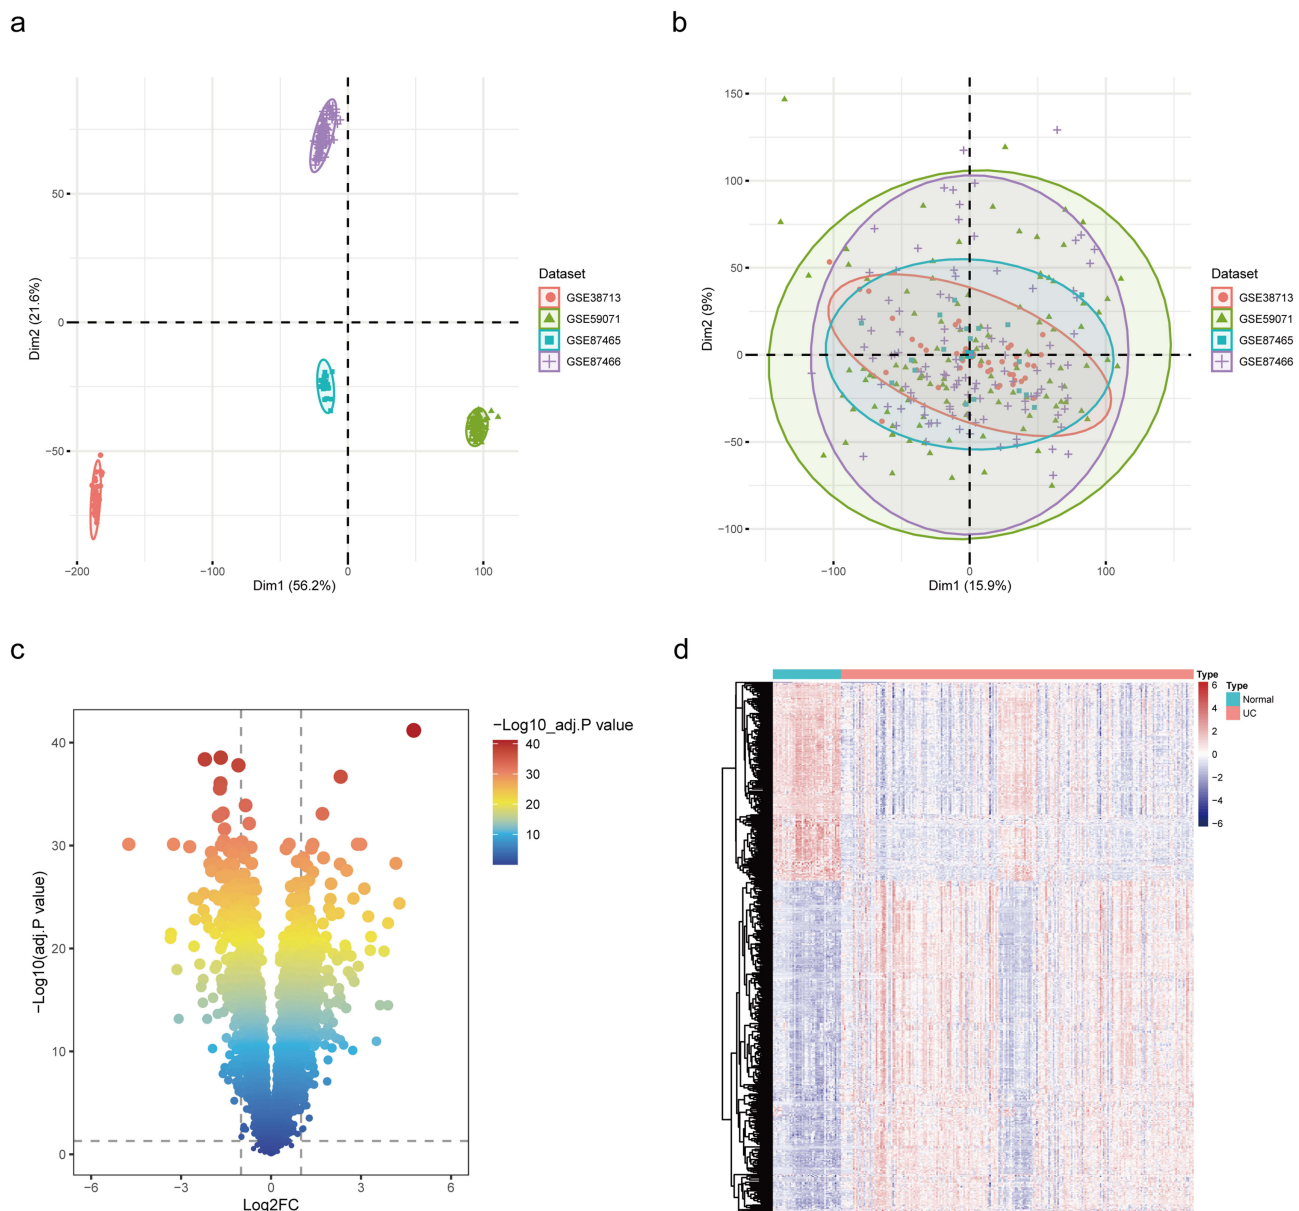 a
50
0
−50
−200
−100
0
100
Dim1 (56.2%)
Dim2 (21.6%)
Dataset
GSE38713
GSE59071
GSE87465
GSE87466
b
150
100
50
0
−50
−100
−100
0
100
Dim1 (15.9%)
Dim2 (9%)
Dataset
GSE38713
GSE59071
GSE87465
GSE87466
c
40
30
20
10
0
−6
−3
0
3
6
Log2FC
−Log10(adj.P value)
−Log10_adj.P value
40
30
20
10
d
Type
6
4
2
0
−2
−4
−6
Type
Normal
UC